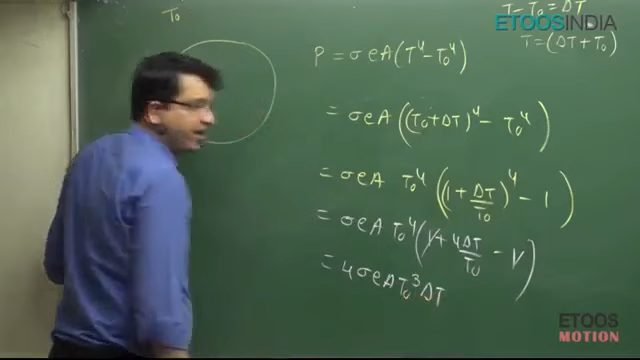 T₀
T - T₀ = ΔT
ETOOSINDIA
T = (ΔT + T₀)
P = σeA(T⁴ - T₀⁴)
= σeA((T₀+ΔT)⁴ - T₀⁴)
= σeA T₀⁴((1 + ΔT/T₀)⁴ - 1)
= σeA T₀⁴(1 + 4ΔT/T₀ - 1)
= 4σeAT₀³ΔT
ETOOS
MOTION